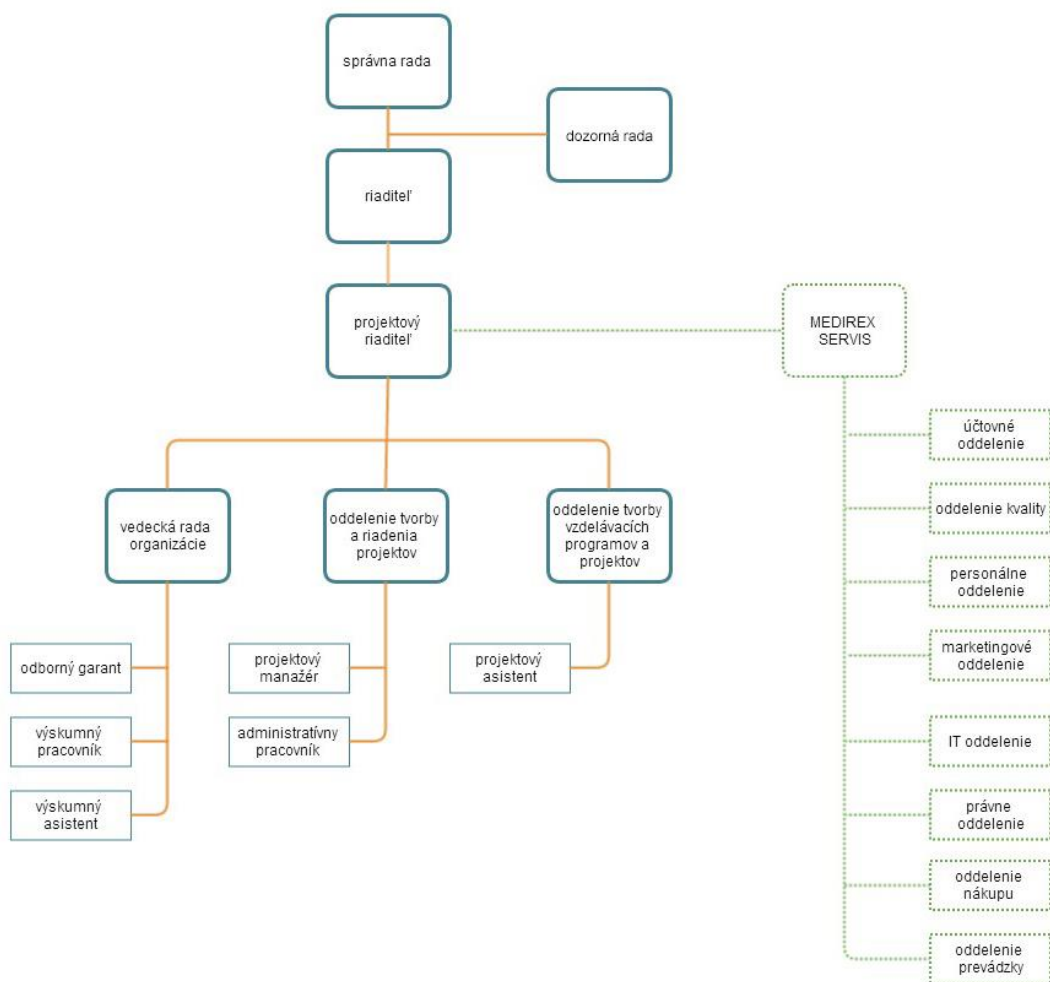 správna rada
dozorná rada
riaditeľ
projektový
riaditeľ
MEDIREX
SERVIS
vedecká rada
organizácie
oddelenie tvorby
a riadenia
projektov
oddelenie tvorby
vzdelávacích
programov a
projektov
odborný garant
výskumný
pracovník
výskumný
asistent
projektový
manažér
administratívny
pracovník
projektový
asistent
účtovné
oddelenie
oddelenie kvality
personálne
oddelenie
marketingové
oddelenie
IT oddelenie
právne
oddelenie
oddelenie
nákupu
oddelenie
prevádzky